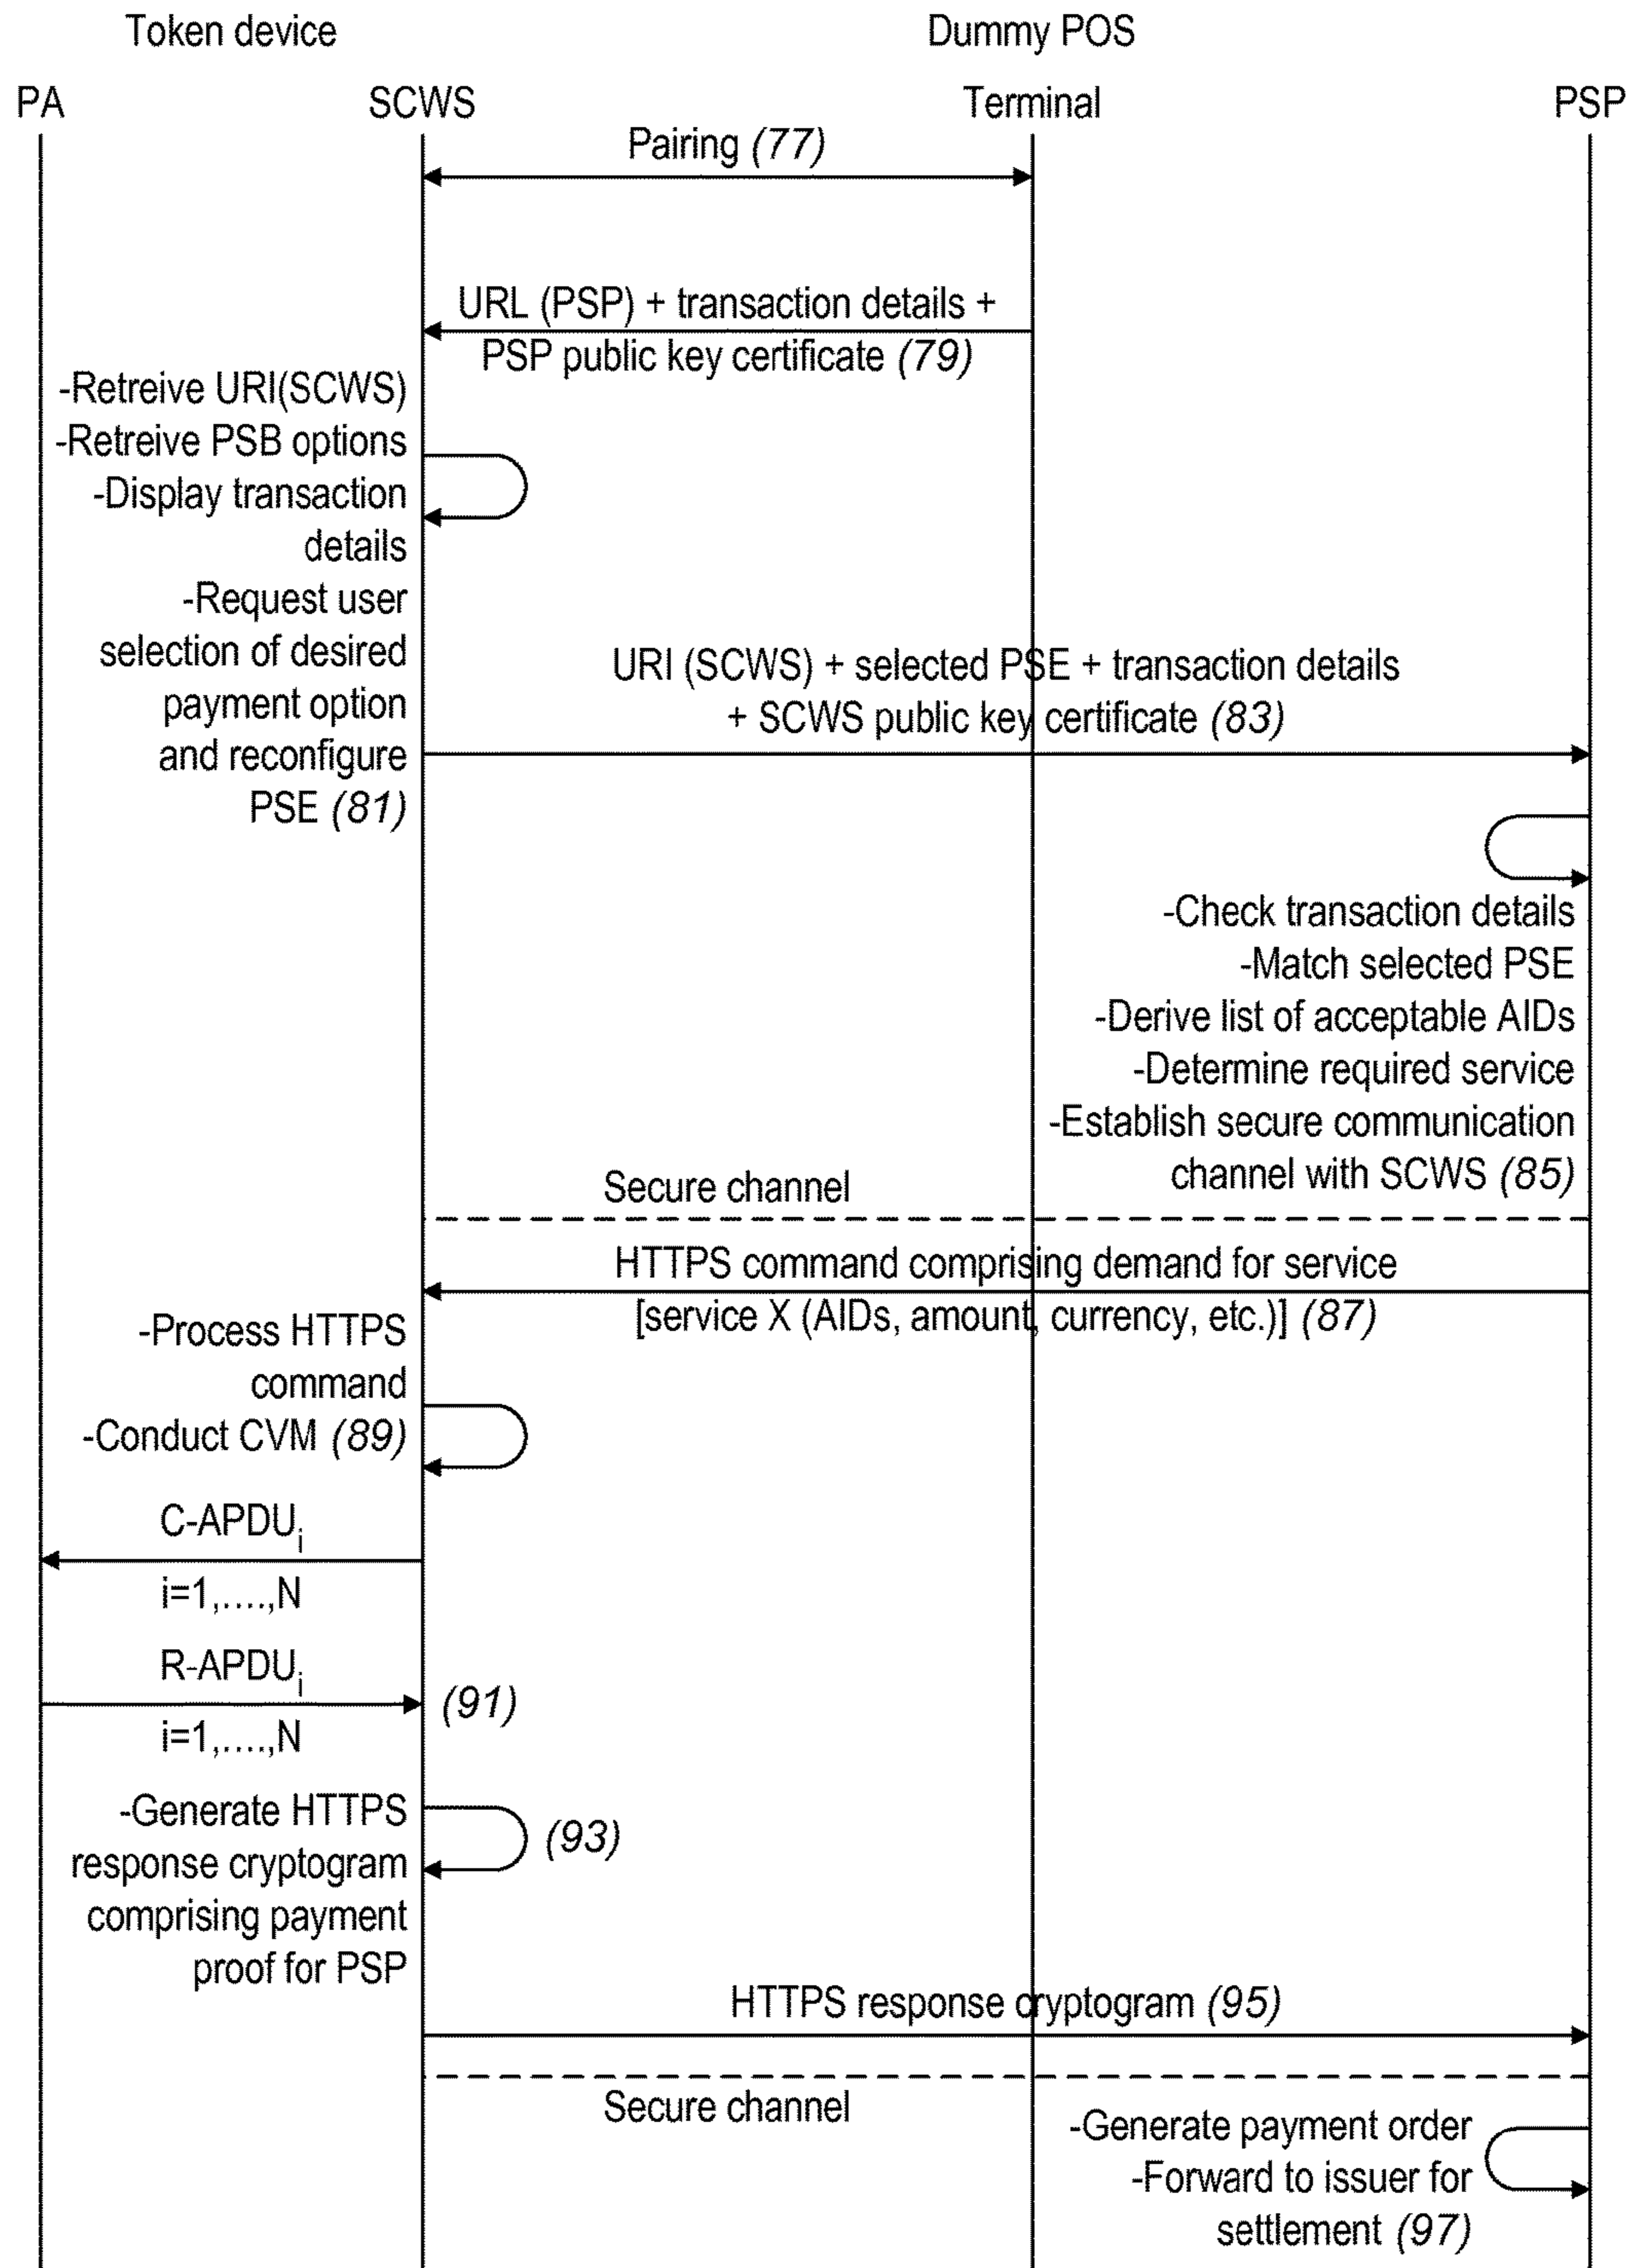 Token device
Dummy POS
PA
SCWS
Terminal
PSP
Pairing (77)
URL (PSP) + transaction details +
PSP public key certificate (79)
-Retreive URI(SCWS)
-Retreive PSB options
-Display transaction
details
-Request user
selection of desired
payment option
and reconfigure
PSE (81)
URI (SCWS) + selected PSE + transaction details
+ SCWS public key certificate (83)
-Check transaction details
-Match selected PSE
-Derive list of acceptable AIDs
-Determine required service
-Establish secure communication
channel with SCWS (85)
Secure channel
HTTPS command comprising demand for service
[service X (AIDs, amount, currency, etc.)] (87)
-Process HTTPS
command
-Conduct CVM (89)
C-APDUi
i=1,....,N
R-APDUi
i=1,....,N
(91)
-Generate HTTPS
response cryptogram
comprising payment
proof for PSP
(93)
HTTPS response cryptogram (95)
Secure channel
-Generate payment order
-Forward to issuer for
settlement (97)